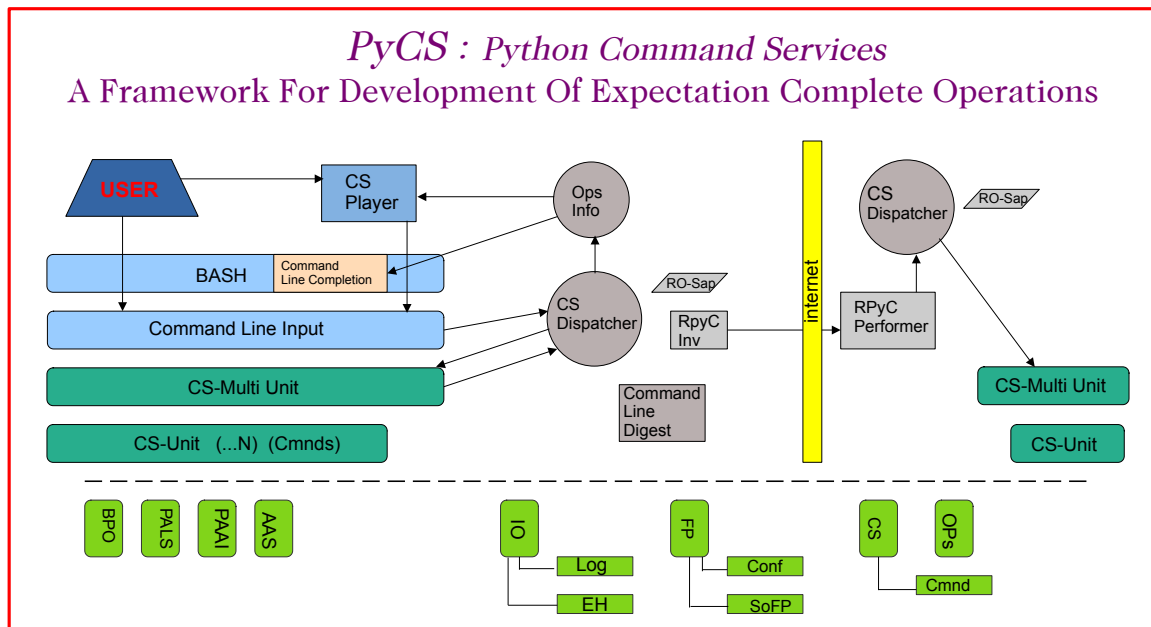 PyCS : Python Command Services
A Framework For Development Of Expectation Complete Operations
USER
CS
Player
Ops
Info
CS
Dispatcher
RO-Sap
BASH
Command
Line Completion
RO-Sap
CS
Dispatcher
internet
Command Line Input
RpyC
Inv
RPyC
Performer
CS-Multi Unit
CS-Multi Unit
Command
Line
Digest
CS-Unit (...N) (Cmnds)
CS-Unit
BPO
PALS
PAAI
AAS
IO
Log
EH
FP
Conf
SoFP
CS
OPs
Cmnd